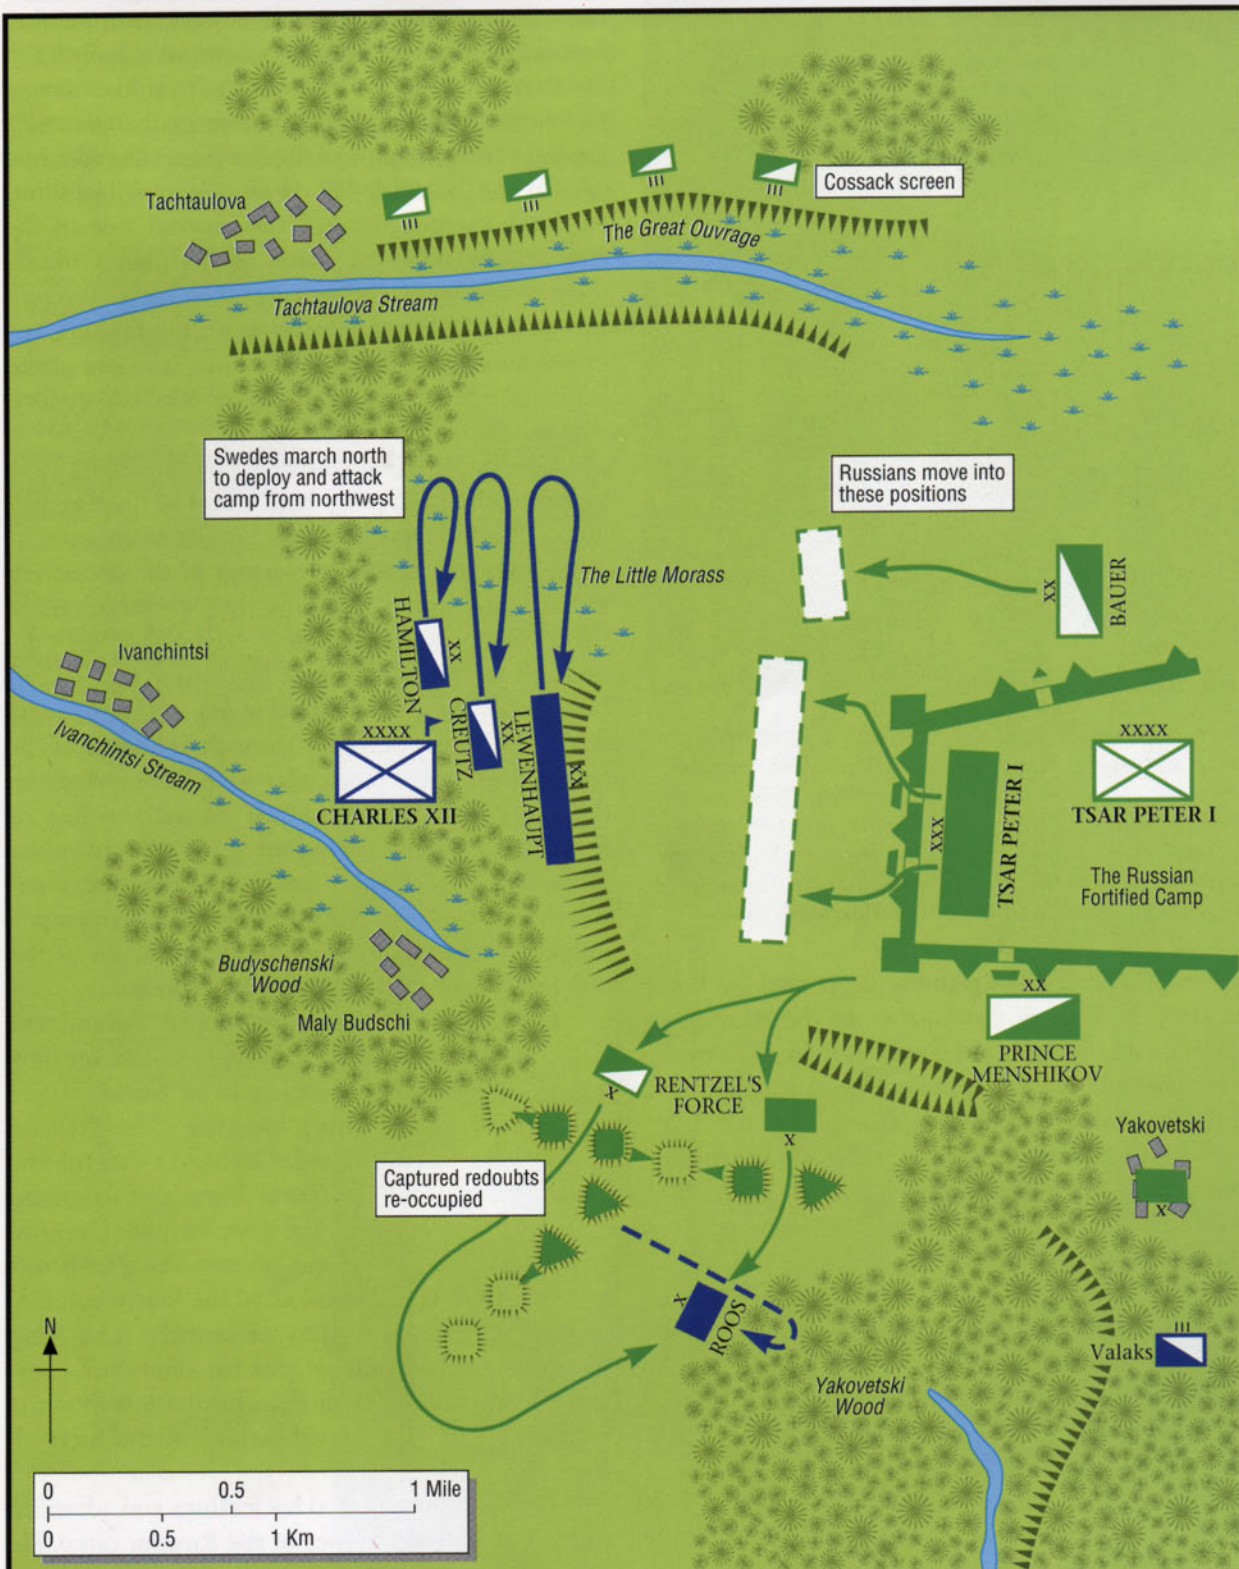 Cossack screen
Tachtaulova
The Great Ouvrage
Tachtaulova Stream
Swedes march north
to deploy and attack
camp from northwest
Russians move into
these positions
The Little Morass
XX
BAUER
HAMILTON
XX
Ivanchintsi
Ivanchintsi Stream
CREUTZ
XX
LEWENHAUPT
XX
XXXX
CHARLES XII
XXX
TSAR PETER I
XXXX
TSAR PETER I
The Russian
Fortified Camp
Budyschenski
Wood
Maly Budschi
XX
PRINCE
MENSHIKOV
RENTZEL'S
FORCE
X
X
Yakovetski
X
Captured redoubts
re-occupied
X
ROOS
N
III
Valaks
Yakovetski
Wood
0 0.5 1 Mile
0 0.5 1 Km